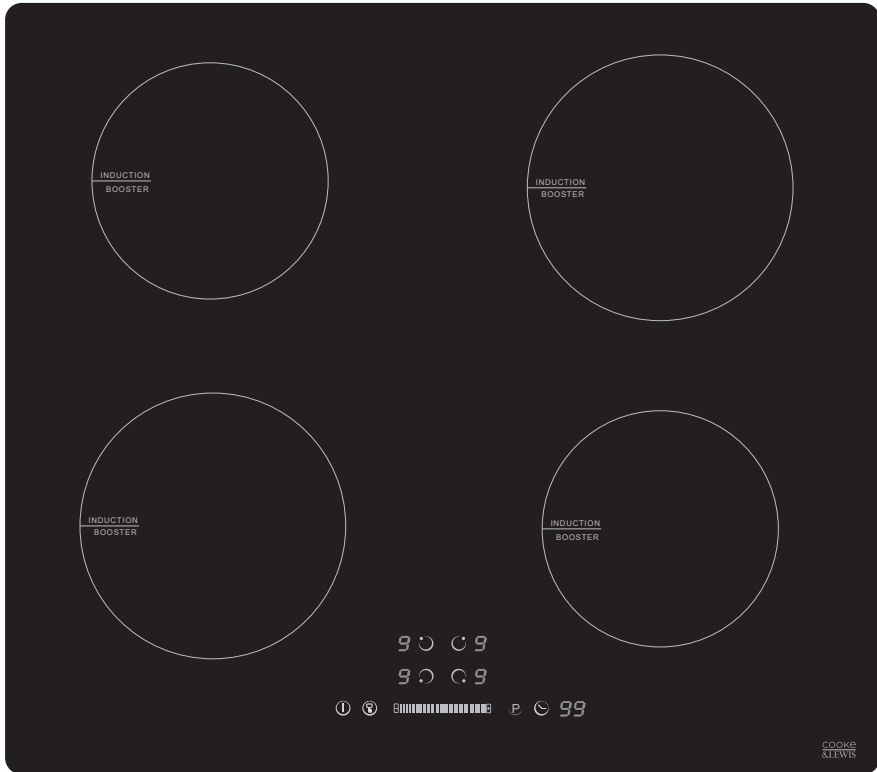 INDUCTION
BOOSTER
INDUCTION
BOOSTER
INDUCTION
BOOSTER
INDUCTION
BOOSTER
9 9
9 9
P 99
COOKE
&LEWIS